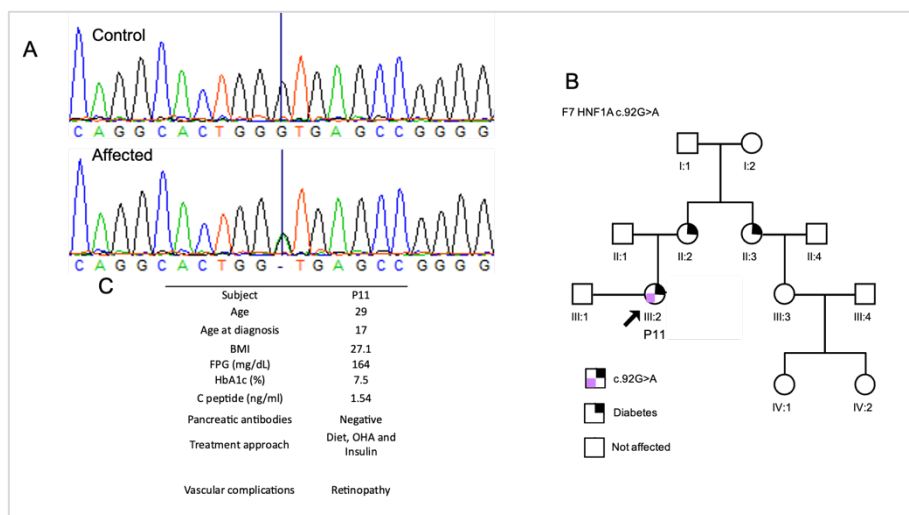 A
Control
C A G G C A C T G G G T G A G C C G G G G
Affected
C A G G C A C T G G - T G A G C C G G G G
C
Subject P11
Age 29
Age at diagnosis 17
BMI 27.1
FPG (mg/dL) 164
HbA1c (%) 7.5
C peptide (ng/ml) 1.54
Pancreatic antibodies Negative
Treatment approach Diet, OHA and
Insulin
Vascular complications Retinopathy
B
F7 HNF1A c.92G>A
I:1 I:2
II:1 II:2 II:3 II:4
III:1 III:2 III:3 III:4
P11
IV:1 IV:2
c.92G>A
Diabetes
Not affected